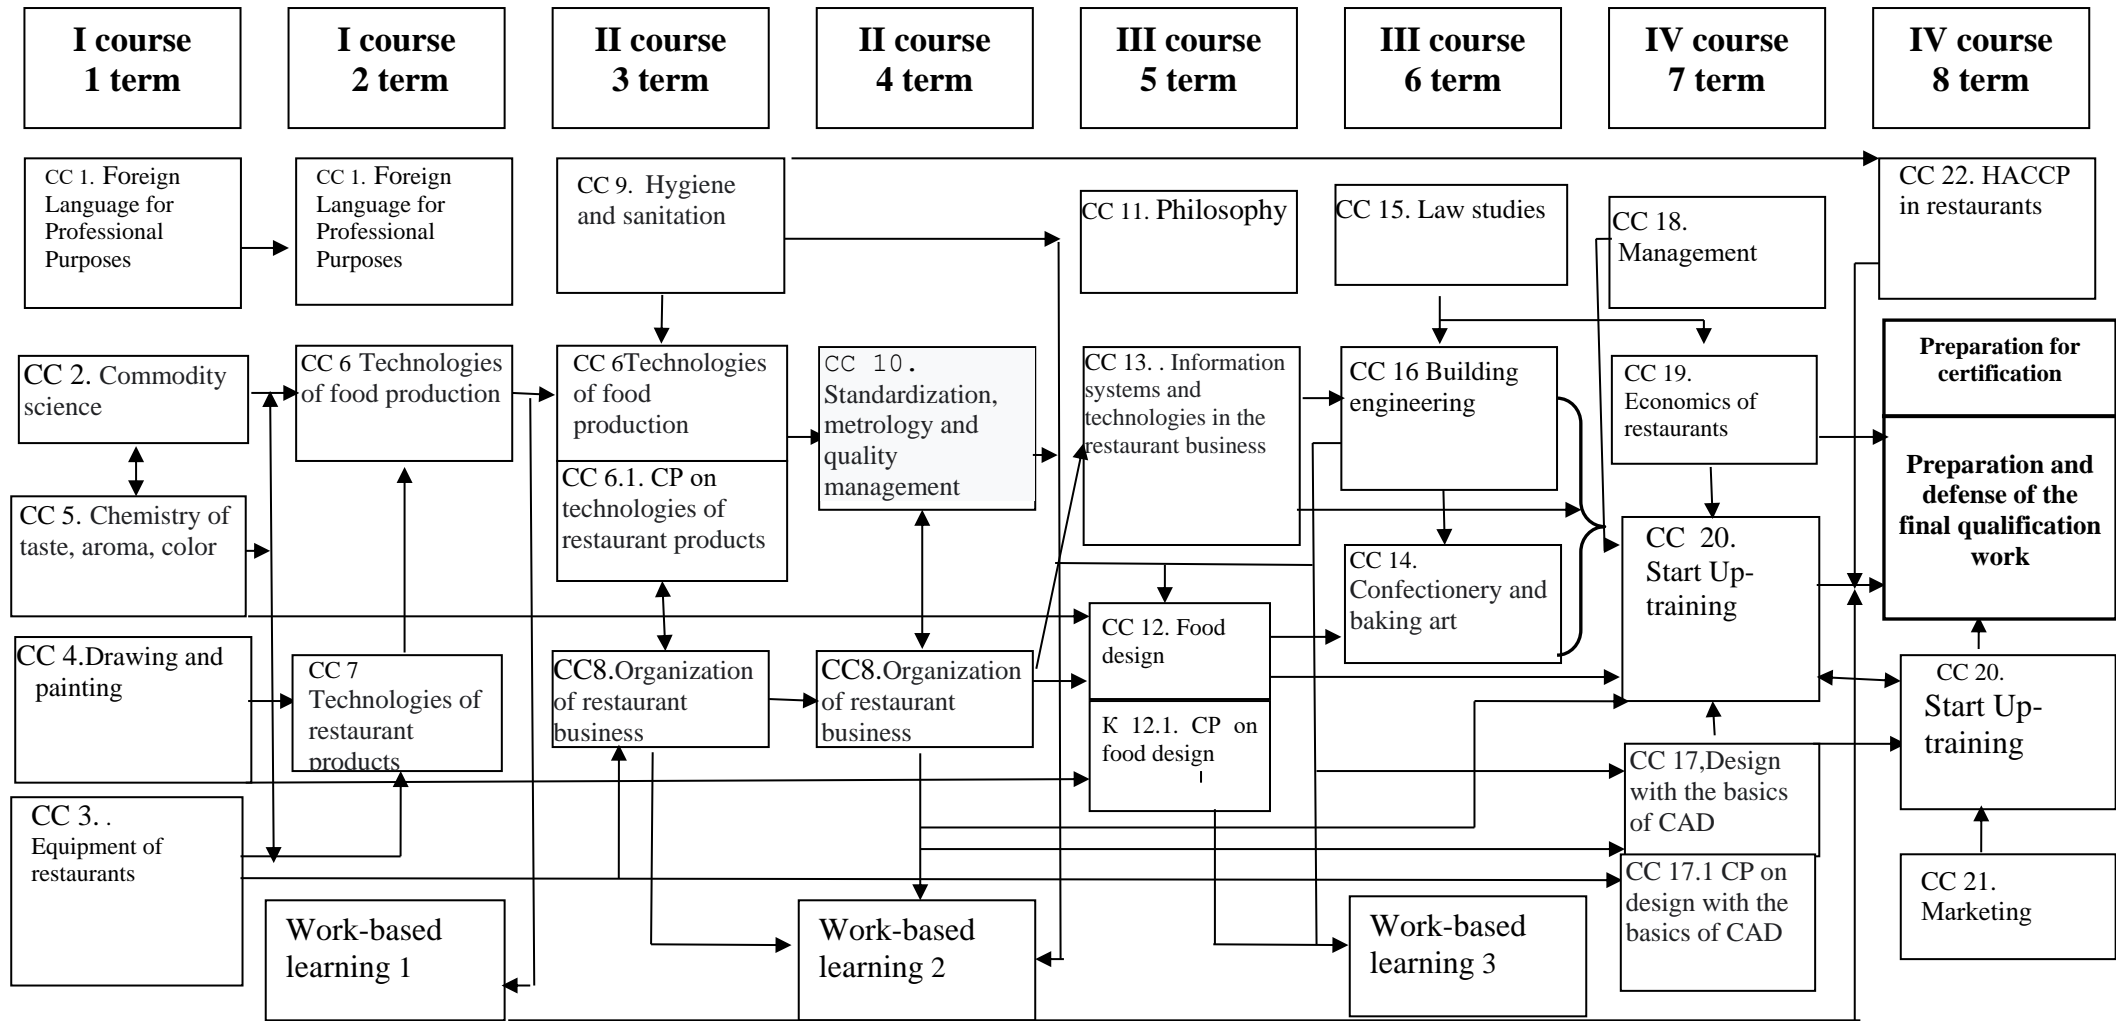 I course
1 term
I course
2 term
II course
3 term
II course
4 term
III course
5 term
III course
6 term
IV course
7 term
IV course
8 term
CC 1. Foreign
Language for
Professional
Purposes
CC 1. Foreign
Language for
Professional
Purposes
CC 9. Hygiene
and sanitation
CC 11. Philosophy
CC 15. Law studies
CC 18.
Management
CC 22. HACCP
in restaurants
CC 2. Commodity
science
CC 6 Technologies
of food production
CC 6Technologies
of food
production
CC 6.1. CP on
technologies of
restaurant products
CC 10.
Standardization,
metrology and
quality
management
CC 13. . Information
systems and
technologies in the
restaurant business
CC 16 Building
engineering
CC 19.
Economics of
restaurants
Preparation for
certification
Preparation and
defense of the
final qualification
work
CC 5. Chemistry of
taste, aroma, color
CC 14.
Confectionery and
baking art
CC 20.
Start Up-
training
CC 4.Drawing and
painting
CC 7
Technologies of
restaurant
products
CC8.Organization
of restaurant
business
CC8.Organization
of restaurant
business
CC 12. Food
design
К 12.1. CP on
food design
CC 20.
Start Up-
training
CC 17,Design
with the basics
of CAD
CC 17.1 CP on
design with the
basics of CAD
CC 3. .
Equipment of
restaurants
CC 21.
Marketing
Work-based
learning 1
Work-based
learning 2
Work-based
learning 3